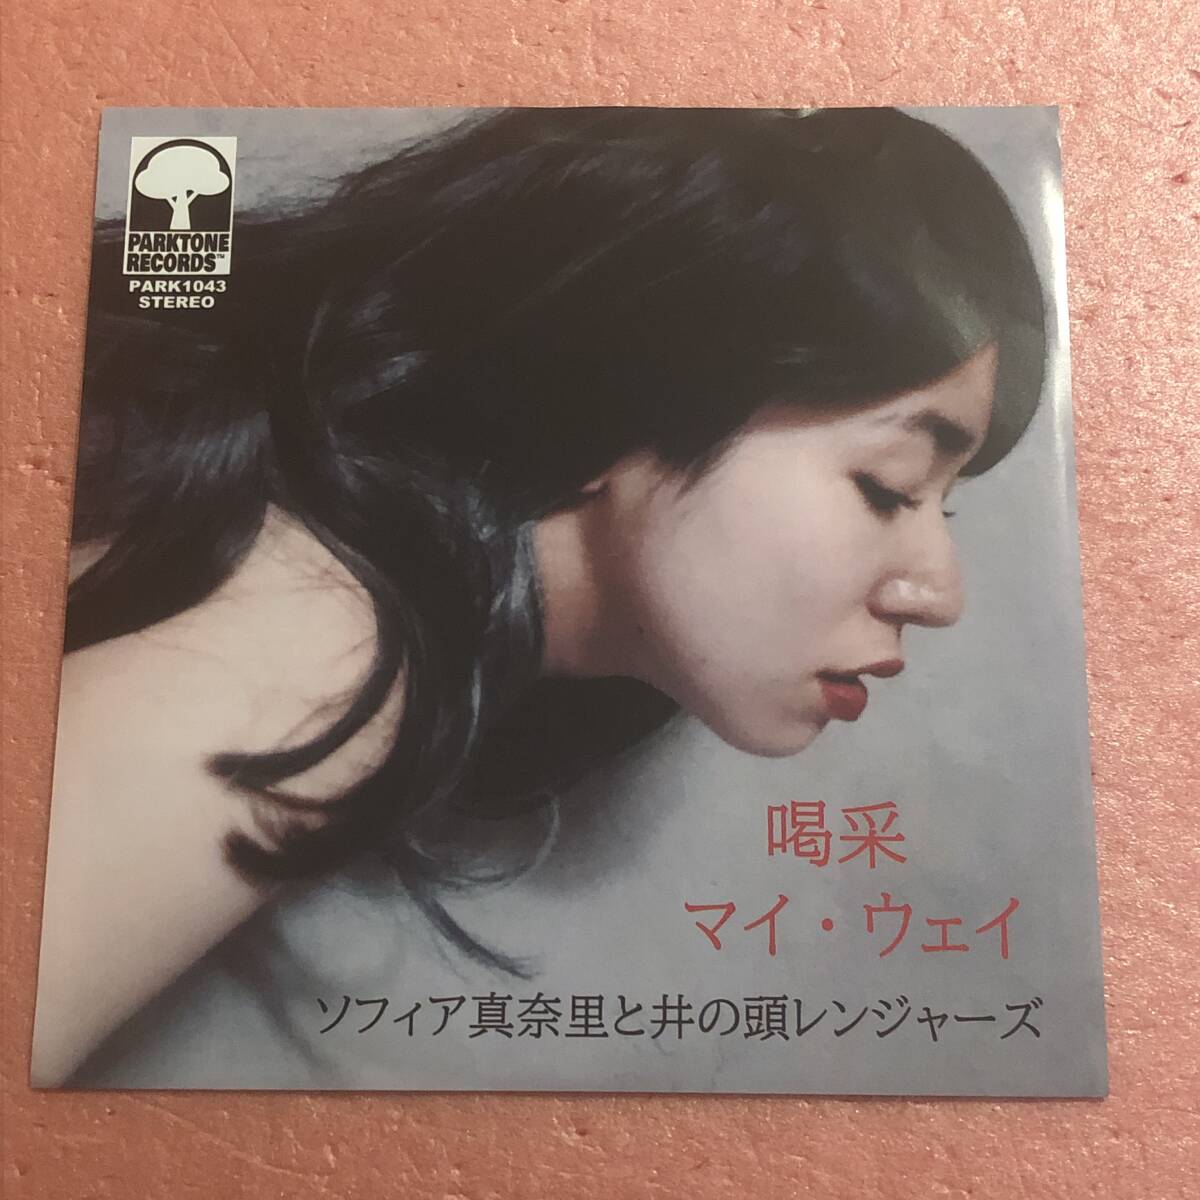 PARKTONE
RECORDS™
PARK1043
STEREO
喝采
マイ・ウェイ
ソフィア真奈里と井の頭レンジャーズ